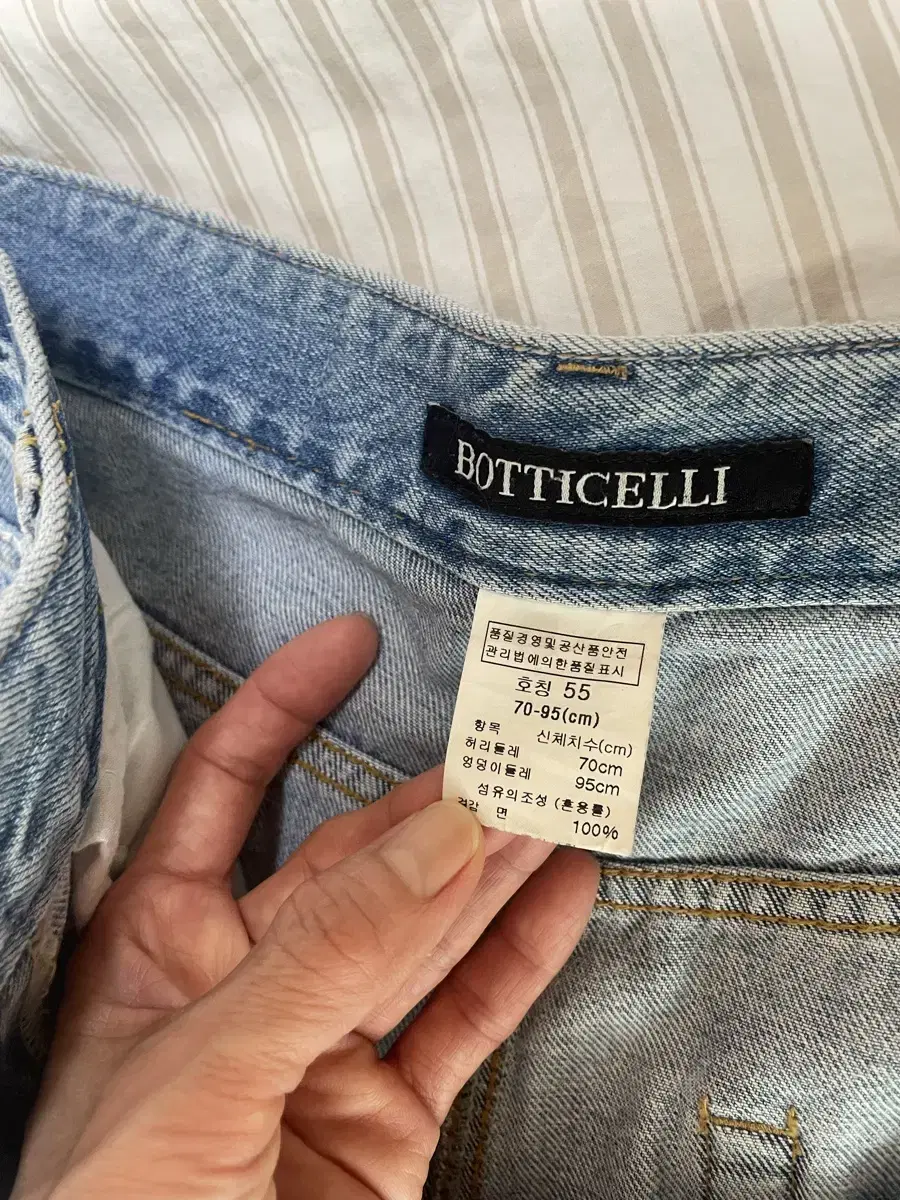 BOTTICELLI
품질경영및공산품안전
관리법에의한품질표시
호칭 55
70-95(cm)
항목 신체치수(cm)
허리둘레 70cm
엉덩이둘레 95cm
섬유의조성 (혼용률)
겉감 면 100%